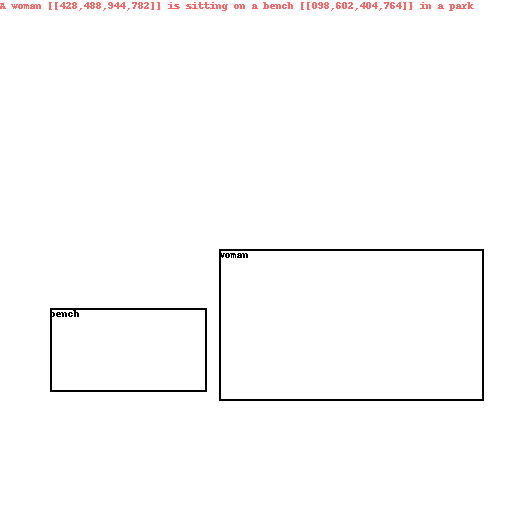 A woman [[428,488,944,782]] is sitting on a bench [[098,602,404,764]] in a park
woman
bench